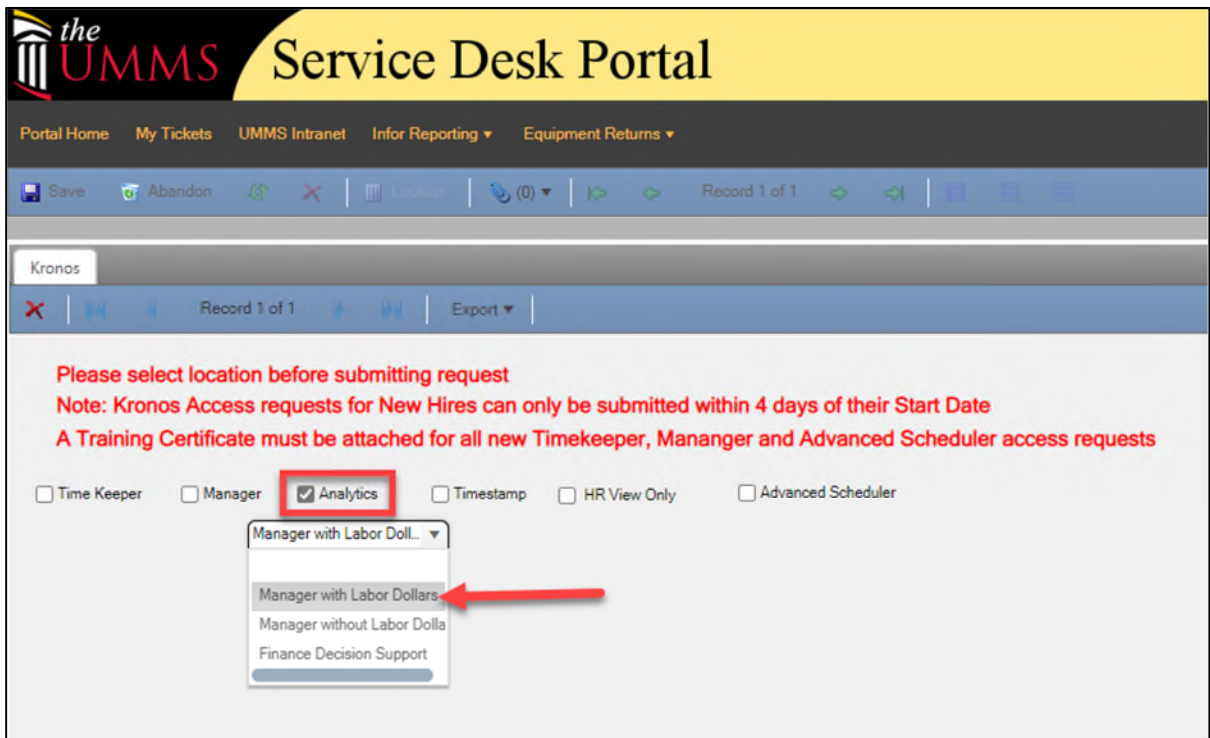 the
UMMS
Service Desk Portal
Portal Home My Tickets UMMS Intranet Infor Reporting Equipment Returns
Save Abandon Lookup (0) Record 1 of 1
Kronos
Record 1 of 1 Export
Please select location before submitting request
Note: Kronos Access requests for New Hires can only be submitted within 4 days of their Start Date
A Training Certificate must be attached for all new Timekeeper, Mananger and Advanced Scheduler access requests
Time Keeper Manager Analytics Timestamp HR View Only Advanced Scheduler
Manager with Labor Doll...
Manager with Labor Dollars
Manager without Labor Dolla
Finance Decision Support